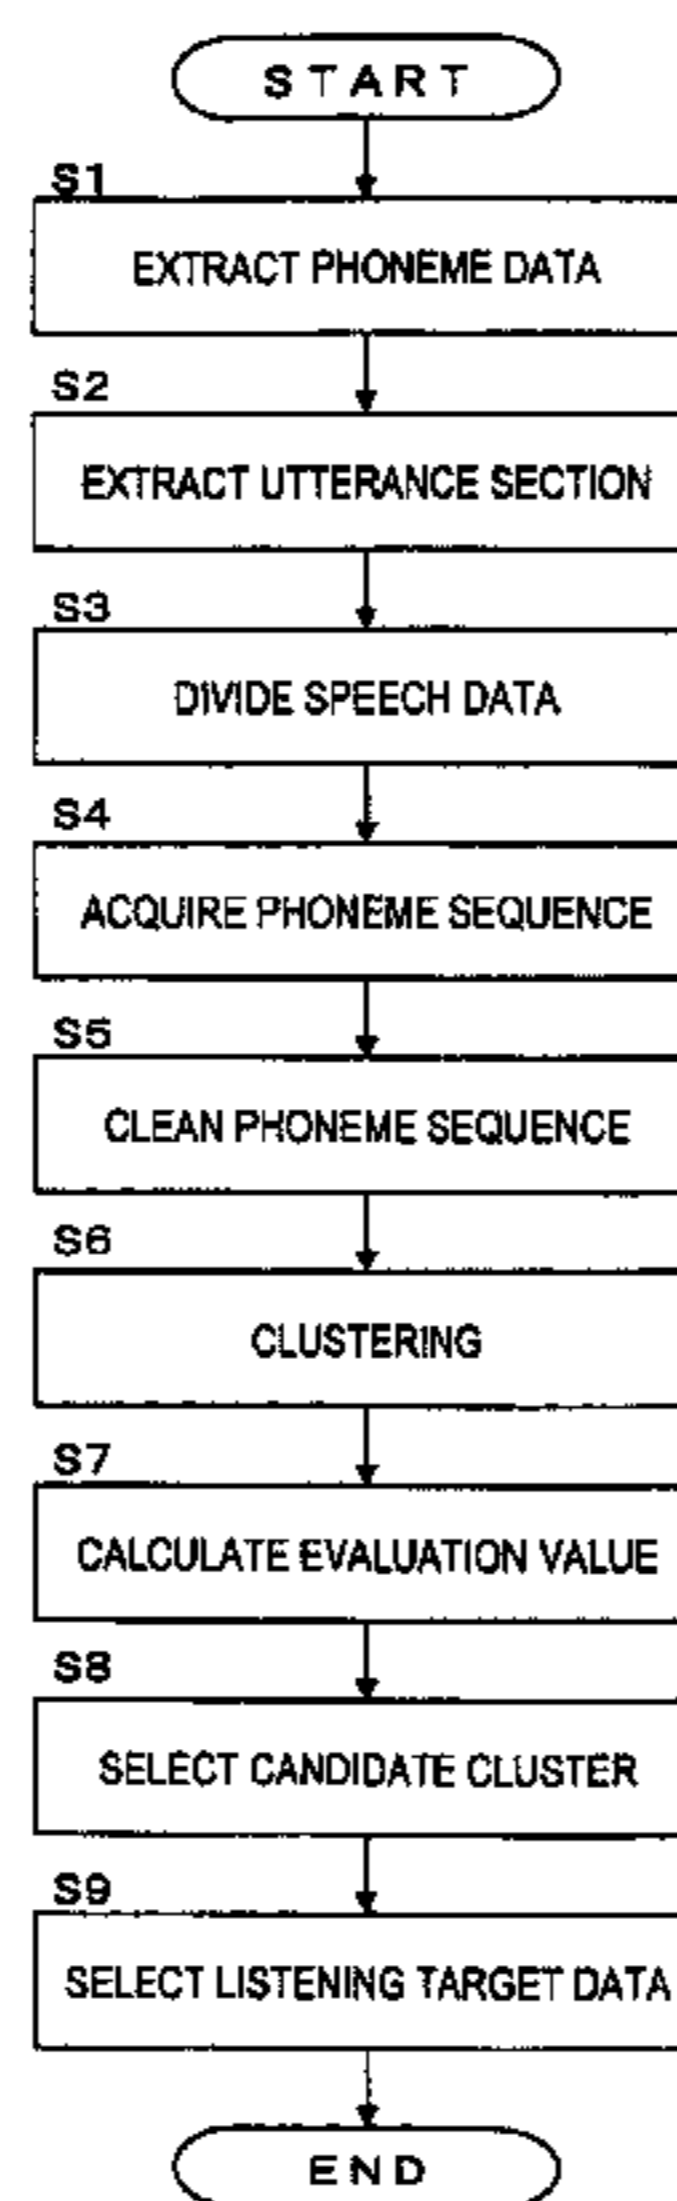 START
S1
EXTRACT PHONEME DATA
S2
EXTRACT UTTERANCE SECTION
S3
DIVIDE SPEECH DATA
S4
ACQUIRE PHONEME SEQUENCE
S5
CLEAN PHONEME SEQUENCE
S6
CLUSTERING
S7
CALCULATE EVALUATION VALUE
S8
SELECT CANDIDATE CLUSTER
S9
SELECT LISTENING TARGET DATA
END